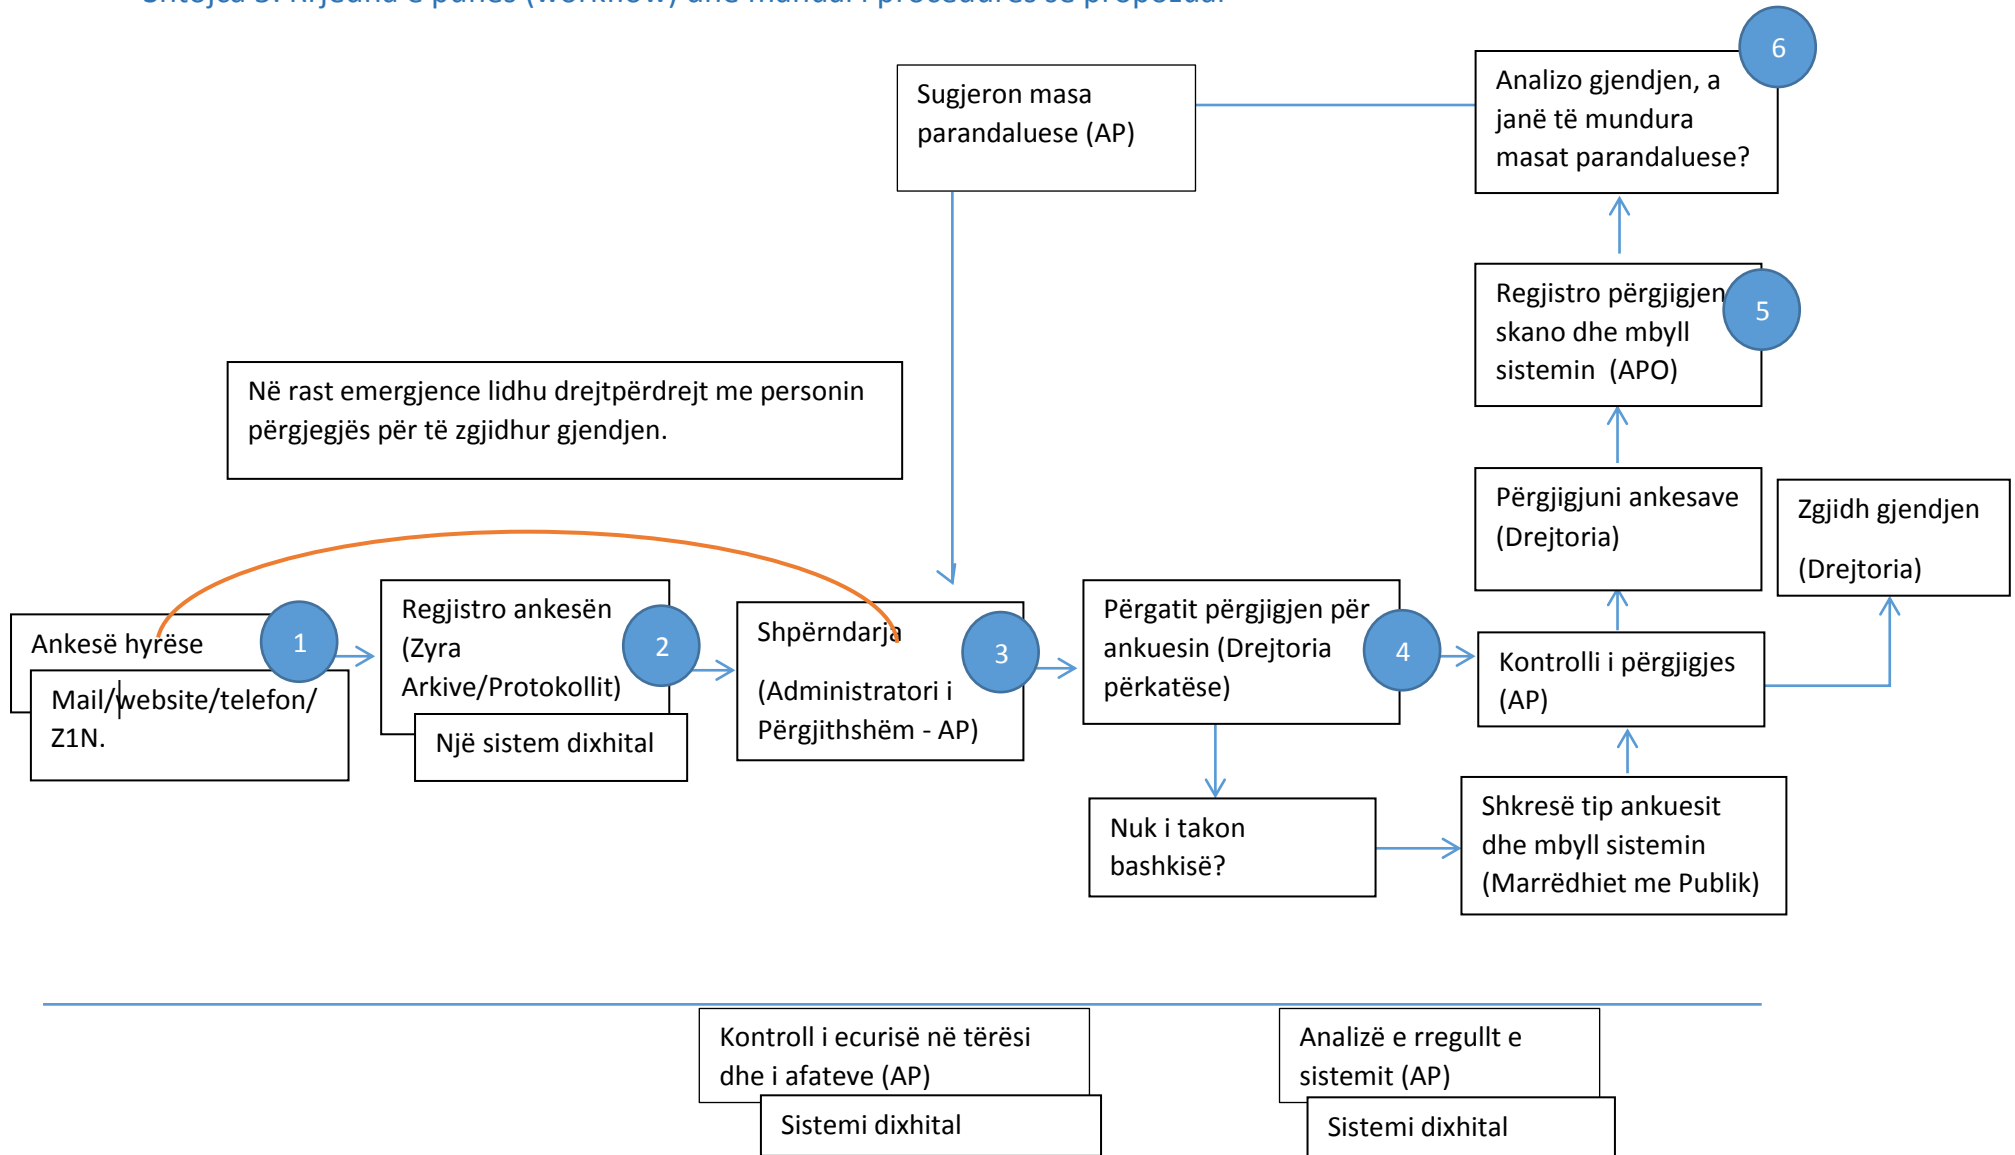 6
Sugjeron masa
parandaluese (AP)
Analizo gjendjen, a
janë të mundura
masat parandaluese?
Regjistro përgjigjen
skano dhe mbyll
sistemin (APO)
5
Në rast emergjence lidhu drejtpërdrejt me personin
përgjegjës për të zgjidhur gjendjen.
Përgjigjuni ankesave
(Drejtoria)
Zgjidh gjendjen
(Drejtoria)
Ankesë hyrëse
1
Mail/website/telefon/
Z1N.
Regjistro ankesën
(Zyra
Arkive/Protokollit)
2
Një sistem dixhital
Shpërndarja
(Administratori i
Përgjithshëm - AP)
3
Përgatit përgjigjen për
ankuesin (Drejtoria
përkatëse)
4
Kontrolli i përgjigjes
(AP)
Nuk i takon
bashkisë?
Shkresë tip ankuesit
dhe mbyll sistemin
(Marrëdhiet me Publik)
Kontroll i ecurisë në tërësi
dhe i afateve (AP)
Sistemi dixhital
Analizë e rregullt e
sistemit (AP)
Sistemi dixhital